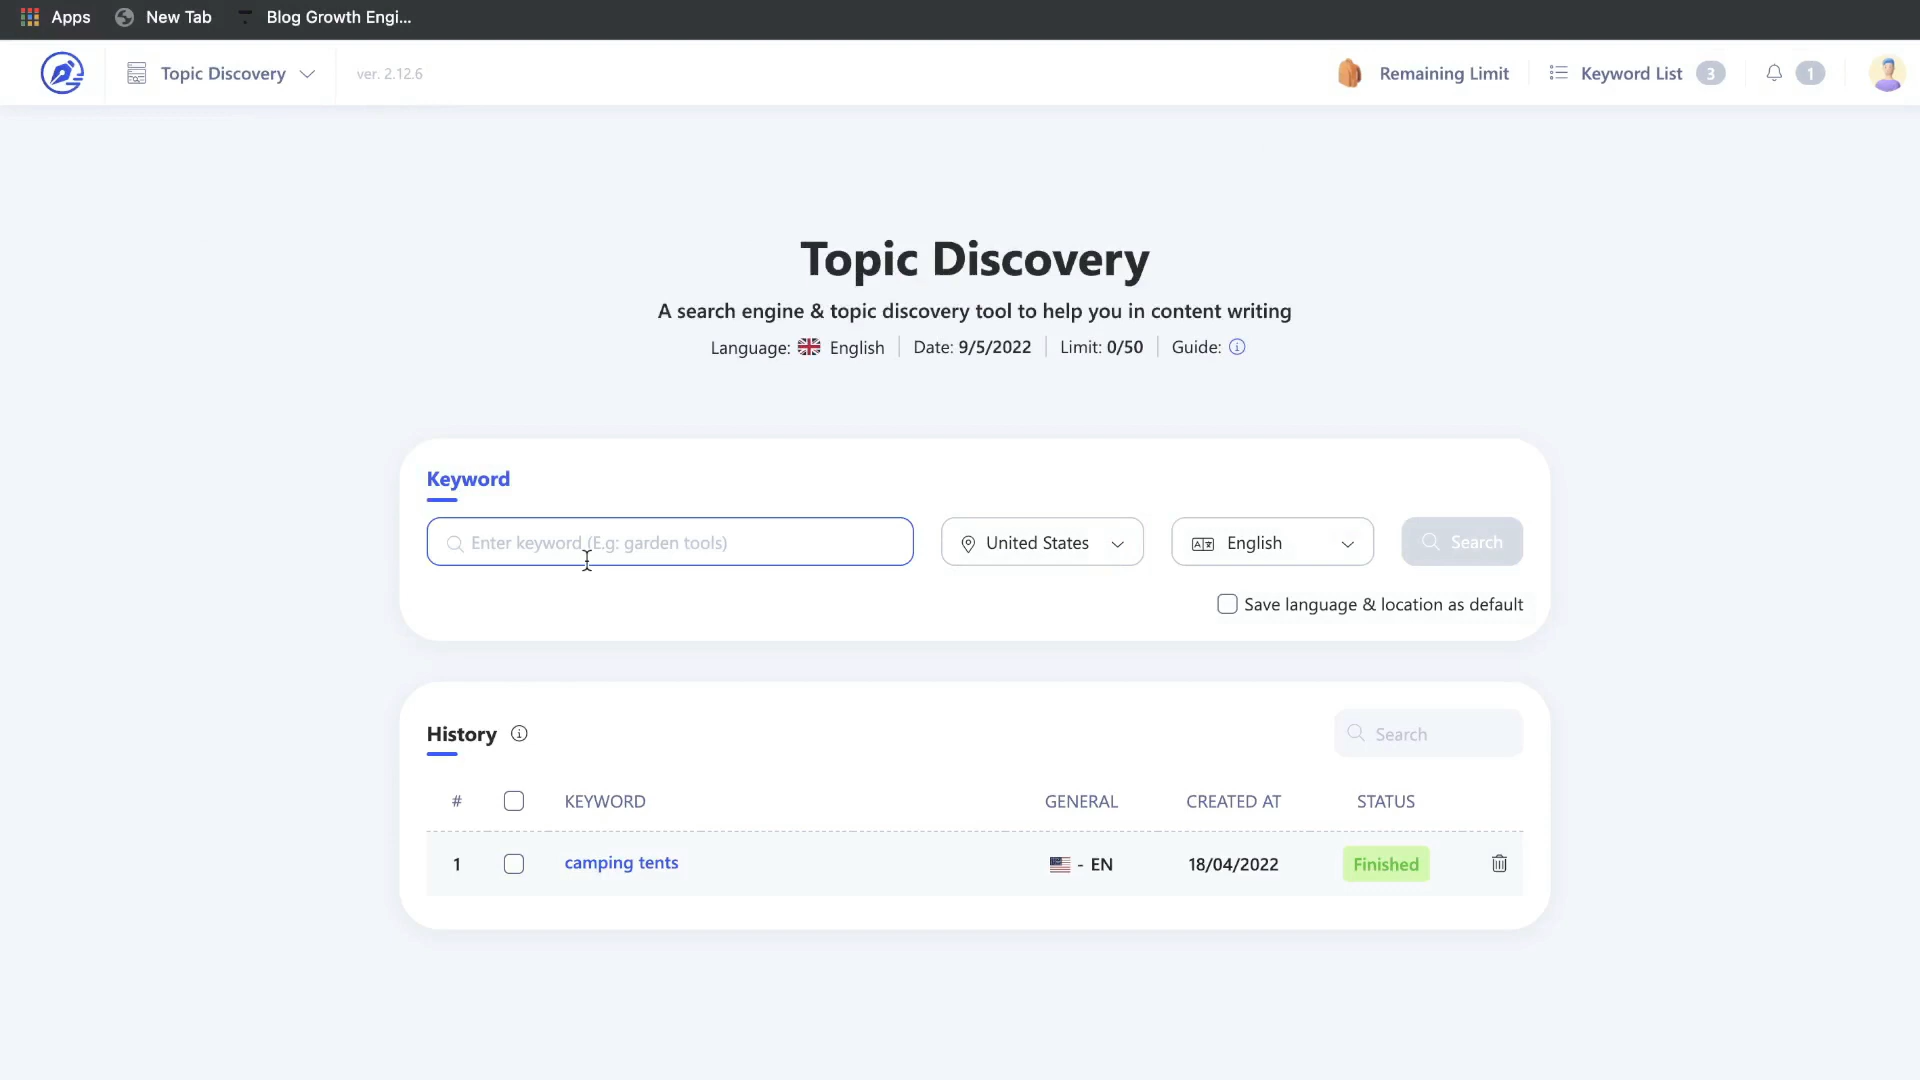 Apps New Tab Blog Growth Engi...
Topic Discovery ver. 2.12.6 Remaining Limit Keyword List 3 1
Topic Discovery
A search engine & topic discovery tool to help you in content writing
Language: English Date: 9/5/2022 Limit: 0/50 Guide:
Keyword
Enter keyword (E.g: garden tools) United States English Search
Save language & location as default
History Search
# KEYWORD GENERAL CREATED AT STATUS
1 camping tents - EN 18/04/2022 Finished